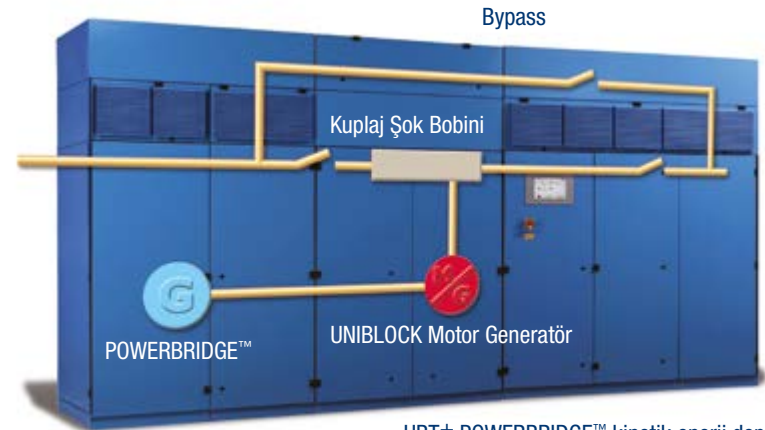 Bypass
Kuplaj Şok Bobini
G
M/G
POWERBRIDGE™
UNIBLOCK Motor Generatör